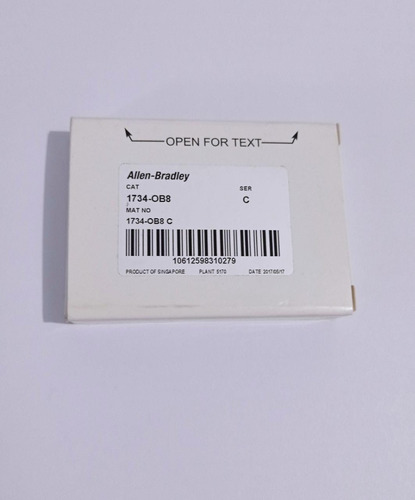 OPEN FOR TEXT
Allen-Bradley
CAT SER
1734-OB8 C
MAT NO
1734-OB8 C
10612598310279
PRODUCT OF SINGAPORE PLANT 5170 DATE 2017/05/17